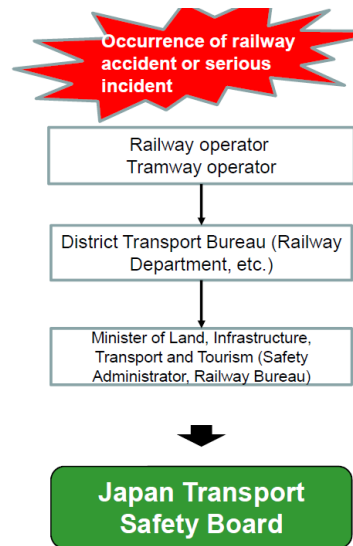 Occurrence of railway
accident or serious
incident
Railway operator
Tramway operator
District Transport Bureau (Railway
Department, etc.)
Minister of Land, Infrastructure,
Transport and Tourism (Safety
Administrator, Railway Bureau)
Japan Transport
Safety Board